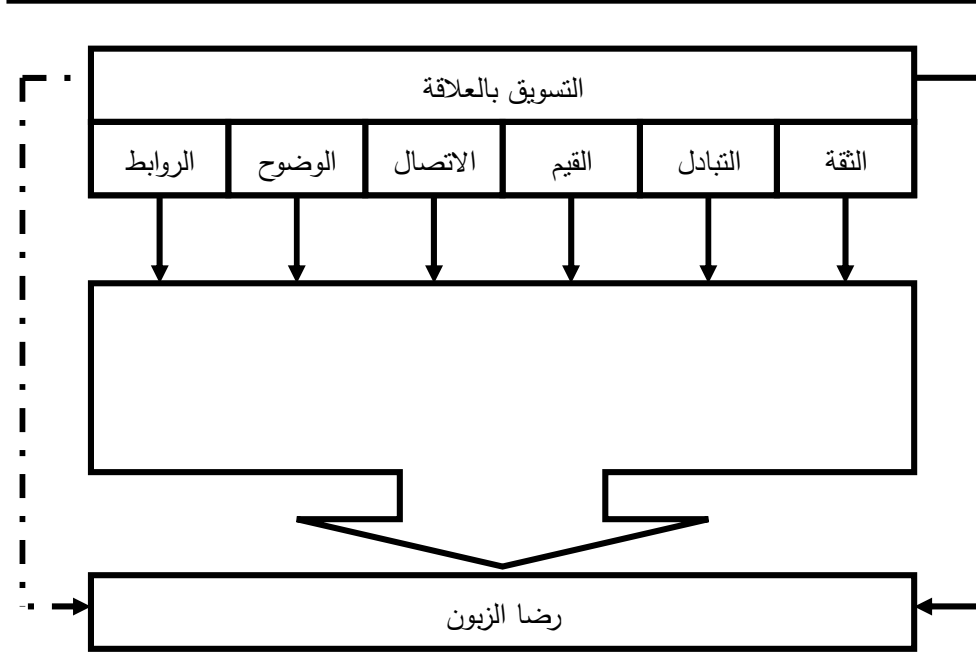 التسويق بالعلاقة
الثقة التبادل القيم الاتصال الوضوح الروابط
رضا الزبون